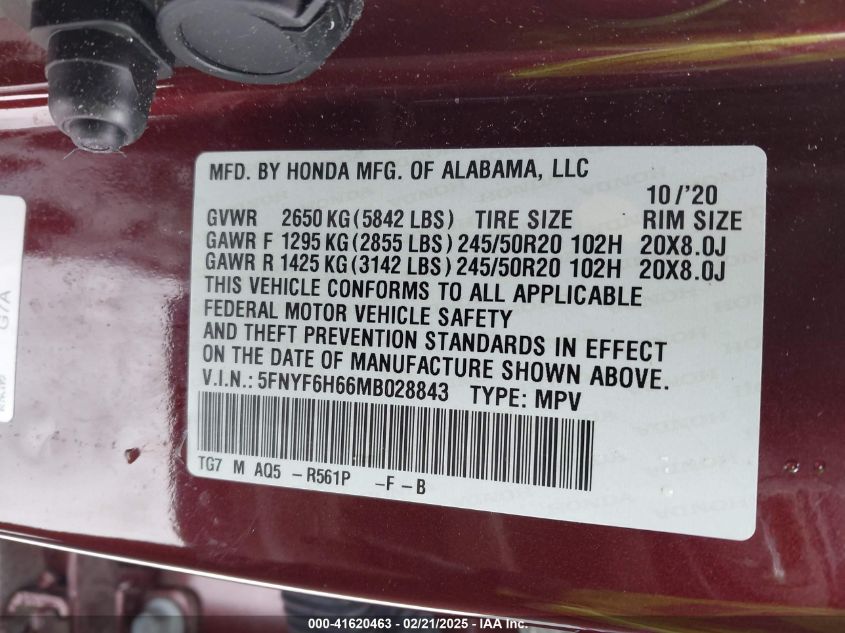 MFD. BY HONDA MFG. OF ALABAMA, LLC
10/'20
GVWR 2650 KG (5842 LBS) TIRE SIZE RIM SIZE
GAWR F 1295 KG (2855 LBS) 245/50R20 102H 20X8.0J
GAWR R 1425 KG (3142 LBS) 245/50R20 102H 20X8.0J
THIS VEHICLE CONFORMS TO ALL APPLICABLE
FEDERAL MOTOR VEHICLE SAFETY
AND THEFT PREVENTION STANDARDS IN EFFECT
ON THE DATE OF MANUFACTURE SHOWN ABOVE.
V.I.N.: 5FNYF6H66MB028843 TYPE: MPV
TG7 M AQ5 -R561P -F-B
G/A
000-41620463 - 02/21/2025 - IAA Inc.